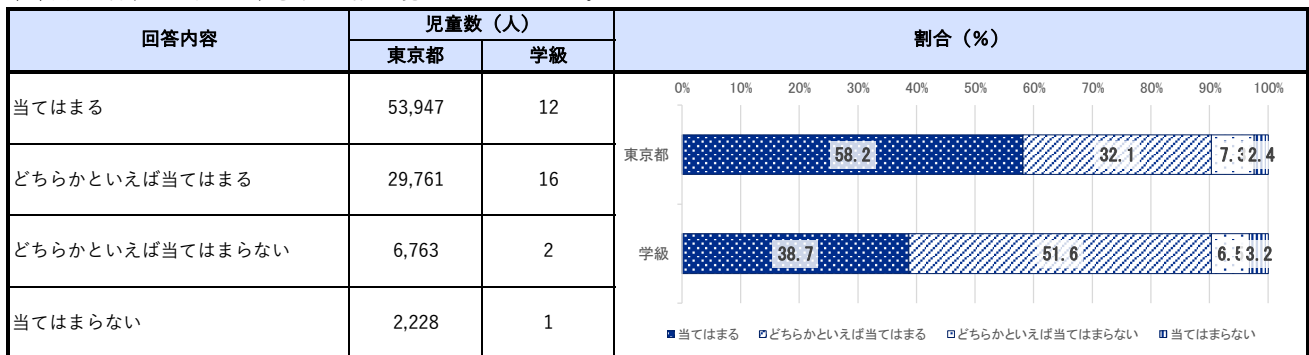 回答内容
児童数（人）
割合（％）
東京都
学級
当てはまる
53,947
12
どちらかといえば当てはまる
29,761
16
どちらかといえば当てはまらない
6,763
2
当てはまらない
2,228
1
0% 10% 20% 30% 40% 50% 60% 70% 80% 90% 100%
東京都 58.2 32.1 7.3 2.4
学級 38.7 51.6 6.5 3.2
当てはまる どちらかといえば当てはまる どちらかといえば当てはまらない 当てはまらない